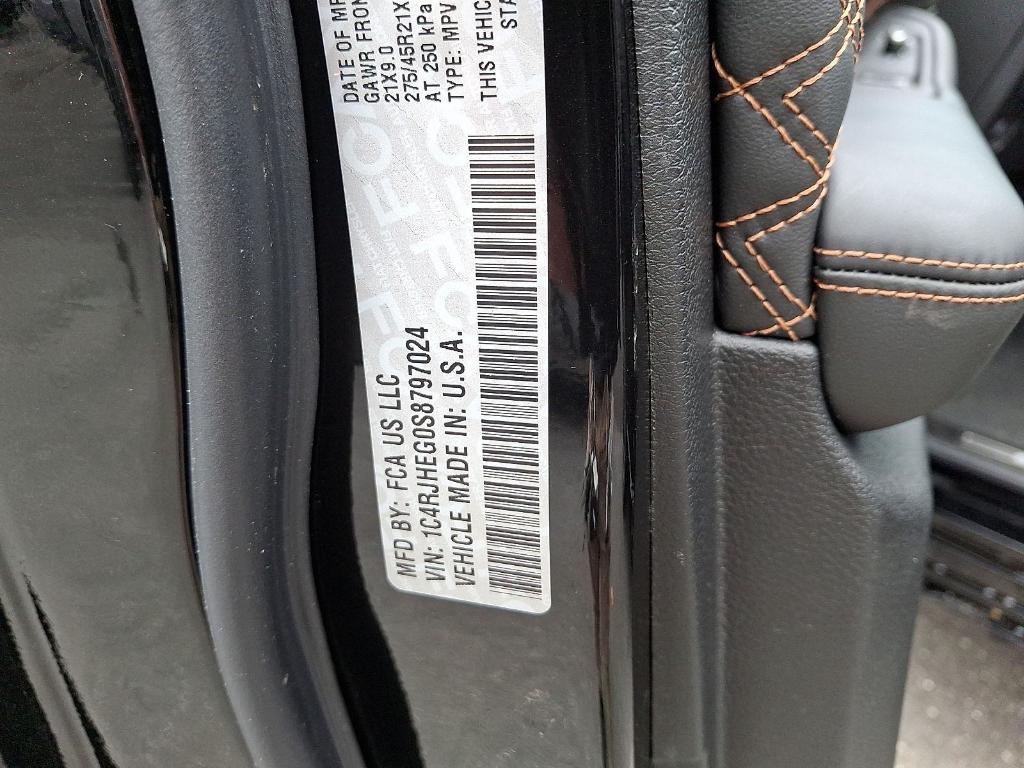 MFD BY: FCA US LLC
DATE OF MF
VIN: 1C4RJHEG0S8797024
GAWR FRON
VEHICLE MADE IN: U.S.A.
21X9.0
275/45R21X
AT 250 kPa
TYPE: MPV
THIS VEHIC
STA